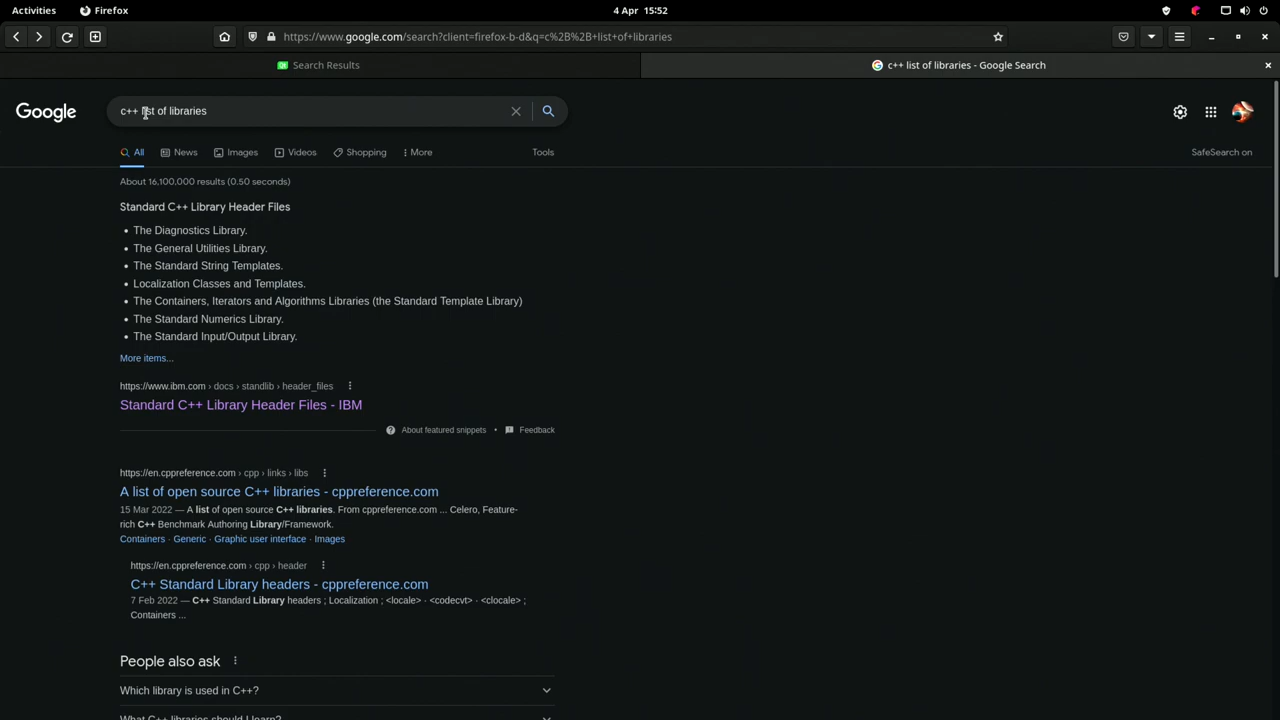 Activities
Firefox
4 Apr 15:52
https://www.google.com/search?client=firefox-b-d&q=c%2B%2B+list+of+libraries
Search Results
c++ list of libraries - Google Search
Google
c++ list of libraries
All
News
Images
Videos
Shopping
More
Tools
SafeSearch on
About 16,100,000 results (0.50 seconds)
Standard C++ Library Header Files
• The Diagnostics Library.
• The General Utilities Library.
• The Standard String Templates.
• Localization Classes and Templates.
• The Containers, Iterators and Algorithms Libraries (the Standard Template Library)
• The Standard Numerics Library.
• The Standard Input/Output Library.
More items...
https://www.ibm.com › docs › standlib › header_files
Standard C++ Library Header Files - IBM
About featured snippets • Feedback
https://en.cppreference.com › cpp › links › libs
A list of open source C++ libraries - cppreference.com
15 Mar 2022 — A list of open source C++ libraries. From cppreference.com ... Celero, Feature-
rich C++ Benchmark Authoring Library/Framework.
Containers · Generic · Graphic user interface · Images
https://en.cppreference.com › cpp › header
C++ Standard Library headers - cppreference.com
7 Feb 2022 — C++ Standard Library headers ; Localization ; <locale> · <codecvt> · <clocale> ;
Containers ...
People also ask
Which library is used in C++?
What C++ libraries should I learn?